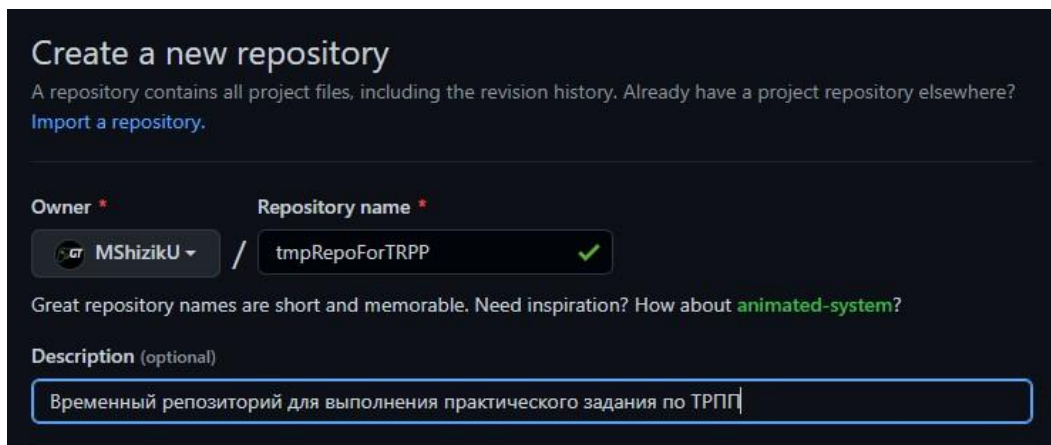 Create a new repository
A repository contains all project files, including the revision history. Already have a project repository elsewhere?
Import a repository.
Owner * Repository name *
GT MShizikU / tmpRepoForTRPP
Great repository names are short and memorable. Need inspiration? How about animated-system?
Description (optional)
Временный репозиторий для выполнения практического задания по ТРПП